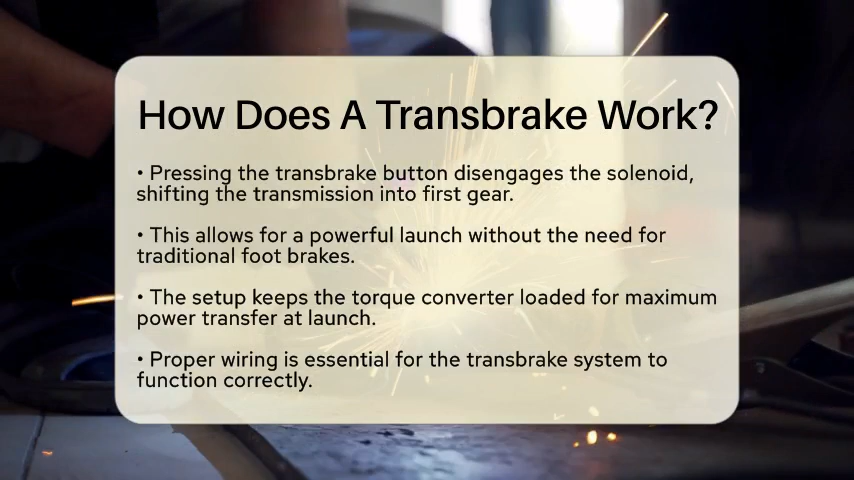 How Does A Transbrake Work?
• Pressing the transbrake button disengages the solenoid,
shifting the transmission into first gear.
• This allows for a powerful launch without the need for
traditional foot brakes.
• The setup keeps the torque converter loaded for maximum
power transfer at launch.
• Proper wiring is essential for the transbrake system to
function correctly.